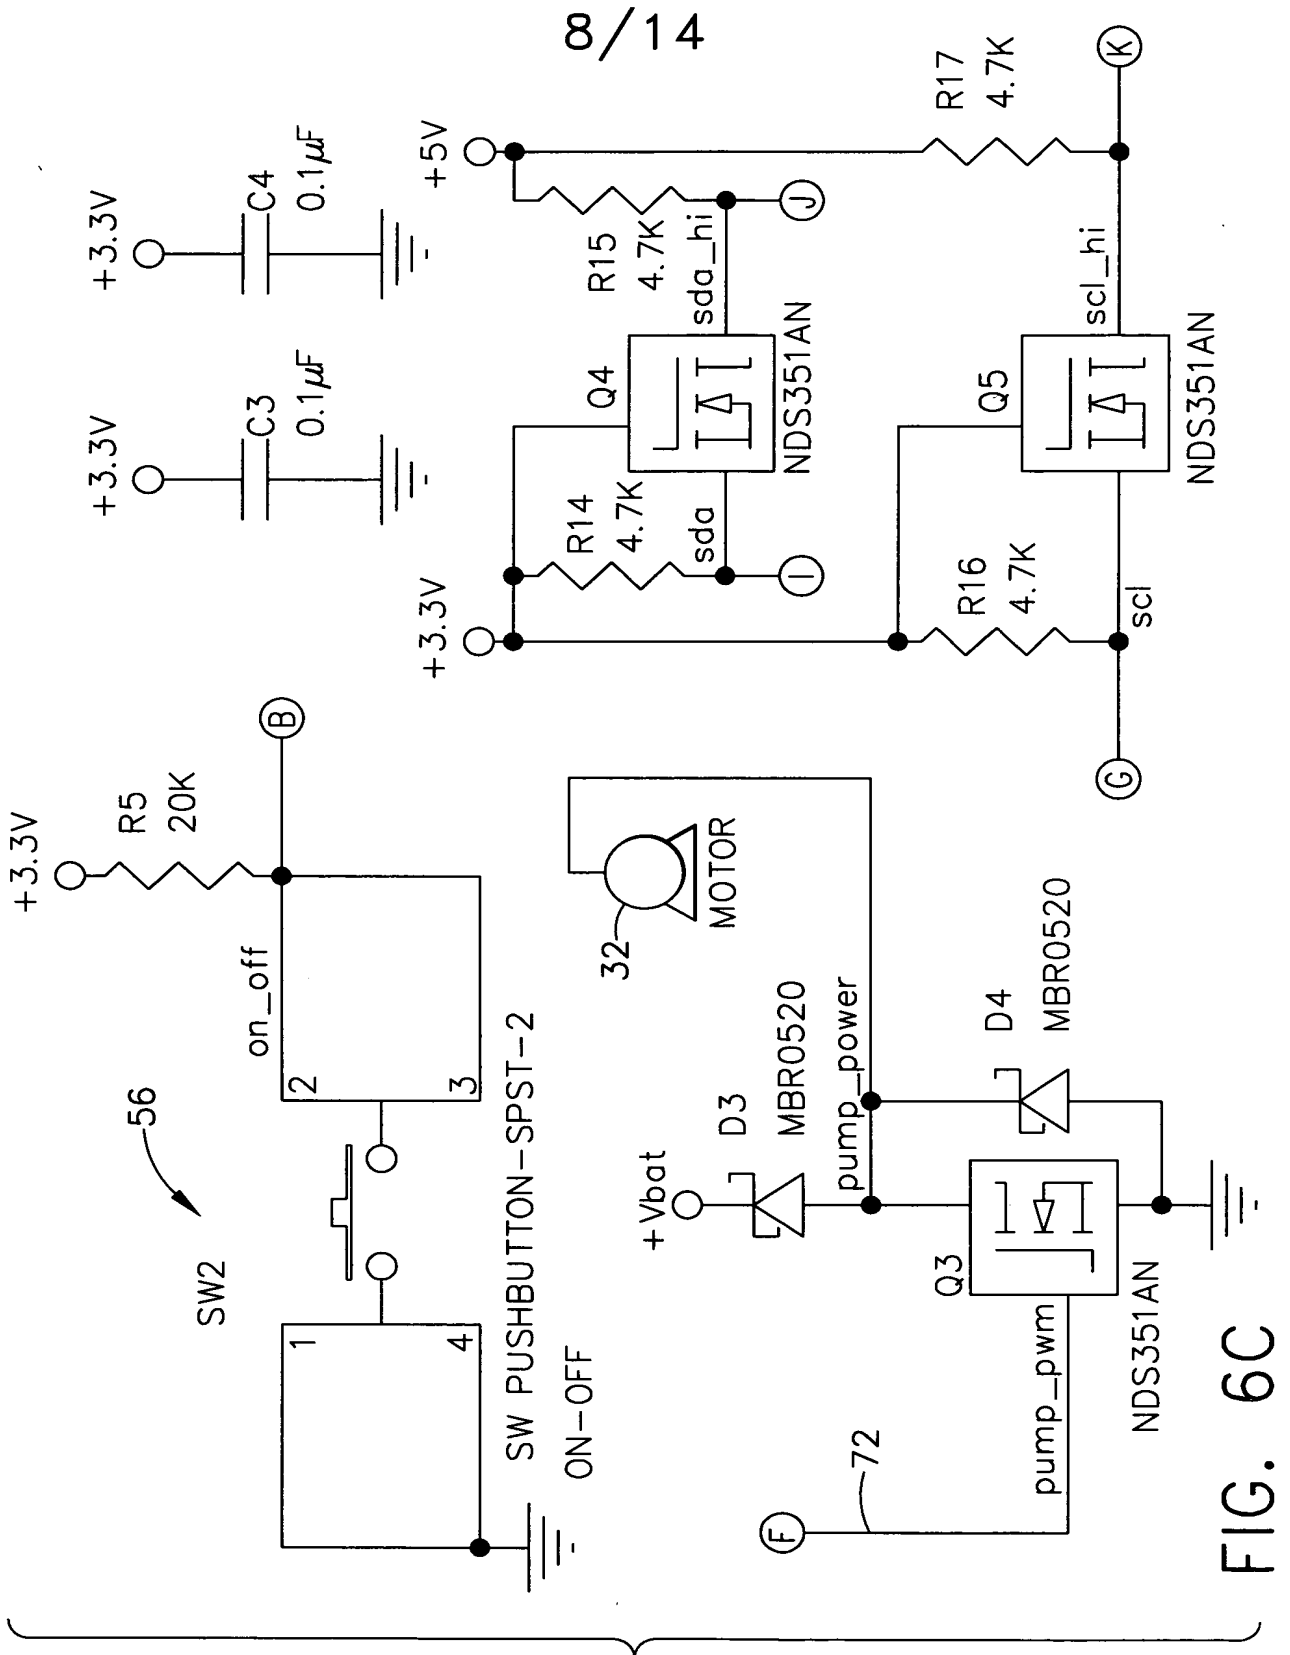 8/14
+3.3V
R5
20K
on_off
B
2
3
56
SW2
1
4
SW PUSHBUTTON-SPST-2
ON-OFF
+3.3V
C3
0.1µF
+3.3V
C4
0.1µF
32
MOTOR
+Vbat
D3
MBR0520
pump_power
D4
MBR0520
Q3
NDS351AN
pump_pwm
72
F
+3.3V
R14
4.7K
sda
I
Q4
NDS351AN
+5V
R15
4.7K
sda_hi
J
R16
4.7K
scl
G
Q5
NDS351AN
scl_hi
R17
4.7K
K
FIG. 6C